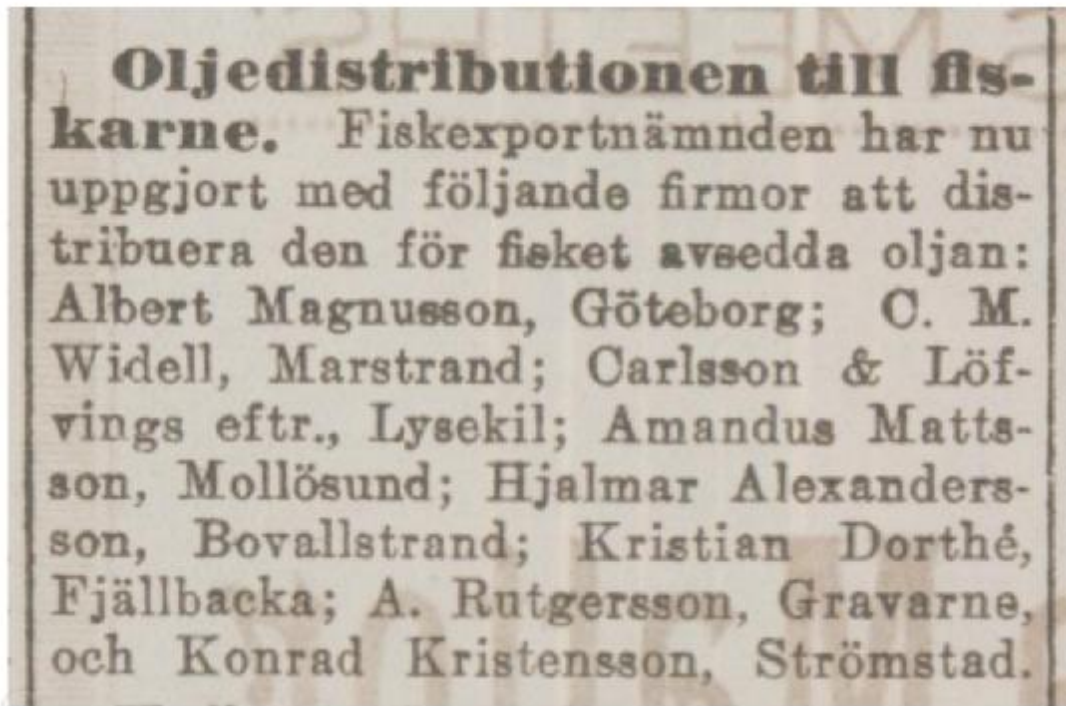 Oljedistributionen till fis-
karne. Fiskexportnämnden har nu
uppgjort med följande firmor att dis-
tribuera den för fisket avsedda oljan:
Albert Magnusson, Göteborg; C. M.
Widell, Marstrand; Carlsson & Löf-
vings eftr., Lysekil; Amandus Matts-
son, Mollösund; Hjalmar Alexanders-
son, Bovallstrand; Kristian Dorthé,
Fjällbacka; A. Rutgersson, Gravarne,
och Konrad Kristensson, Strömstad.